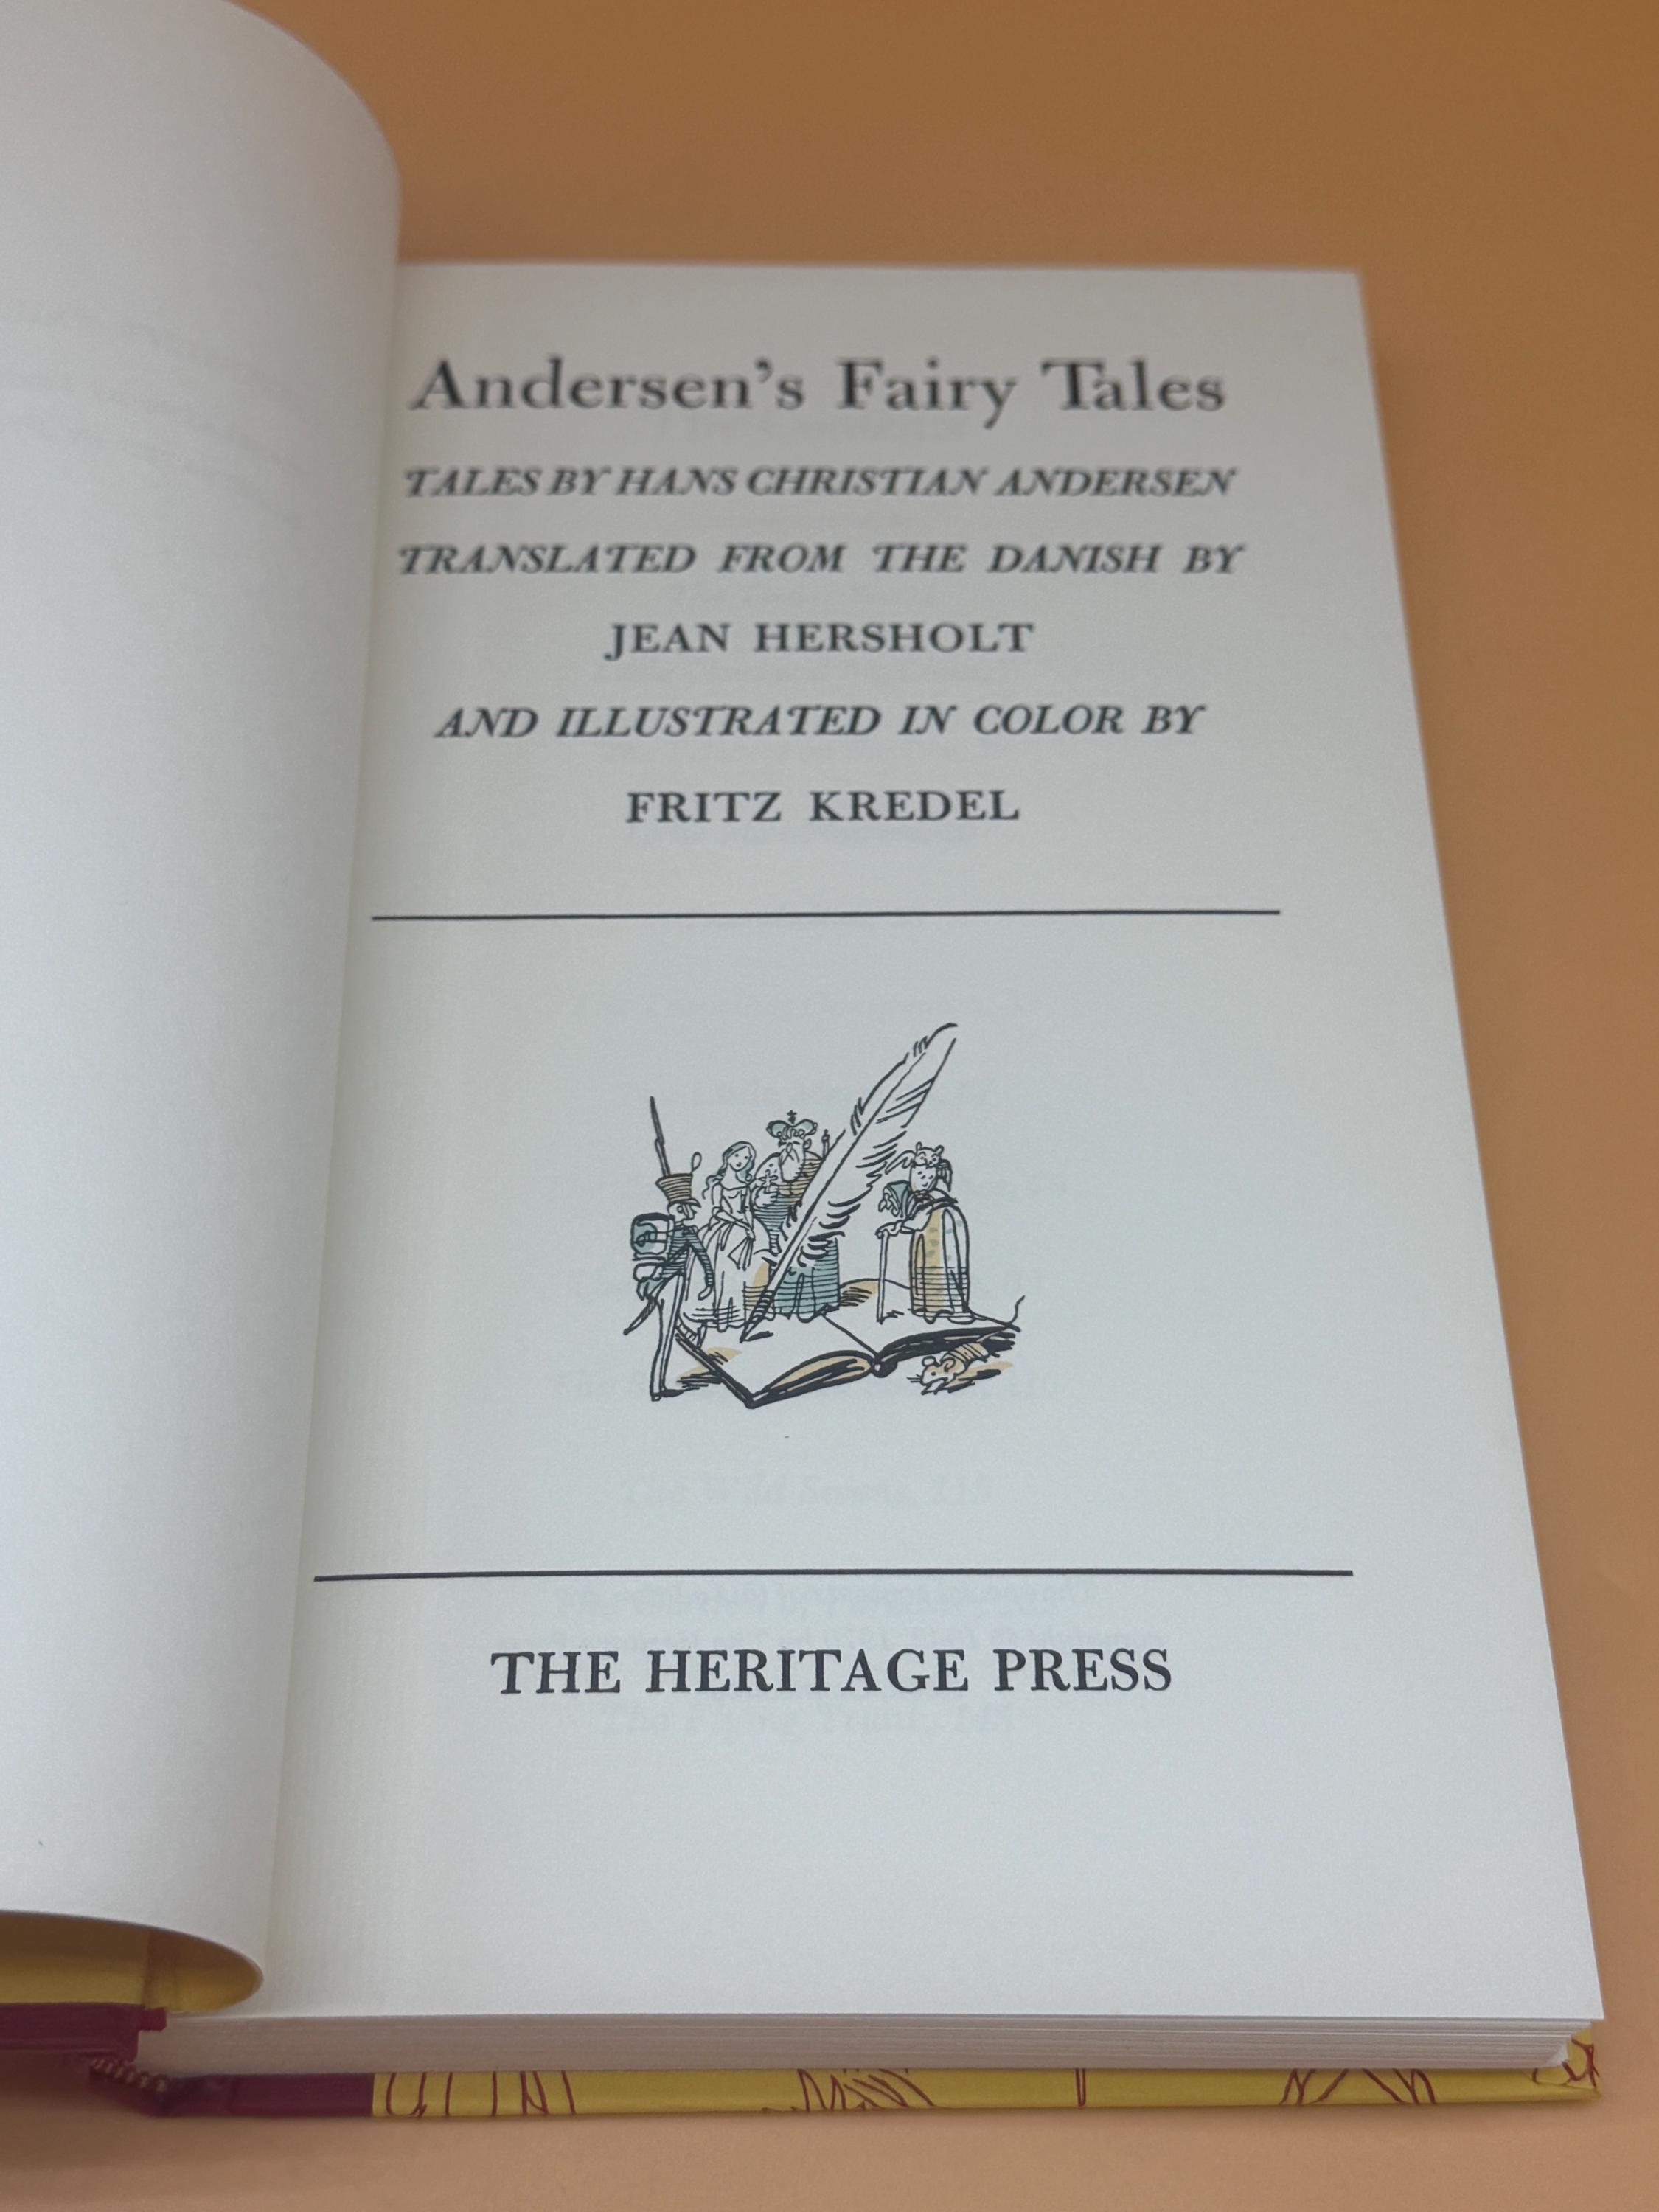 Andersen's Fairy Tales
TALES BY HANS CHRISTIAN ANDERSEN
TRANSLATED FROM THE DANISH BY
JEAN HERSHOLT
AND ILLUSTRATED IN COLOR BY
FRITZ KREDEL
THE HERITAGE PRESS